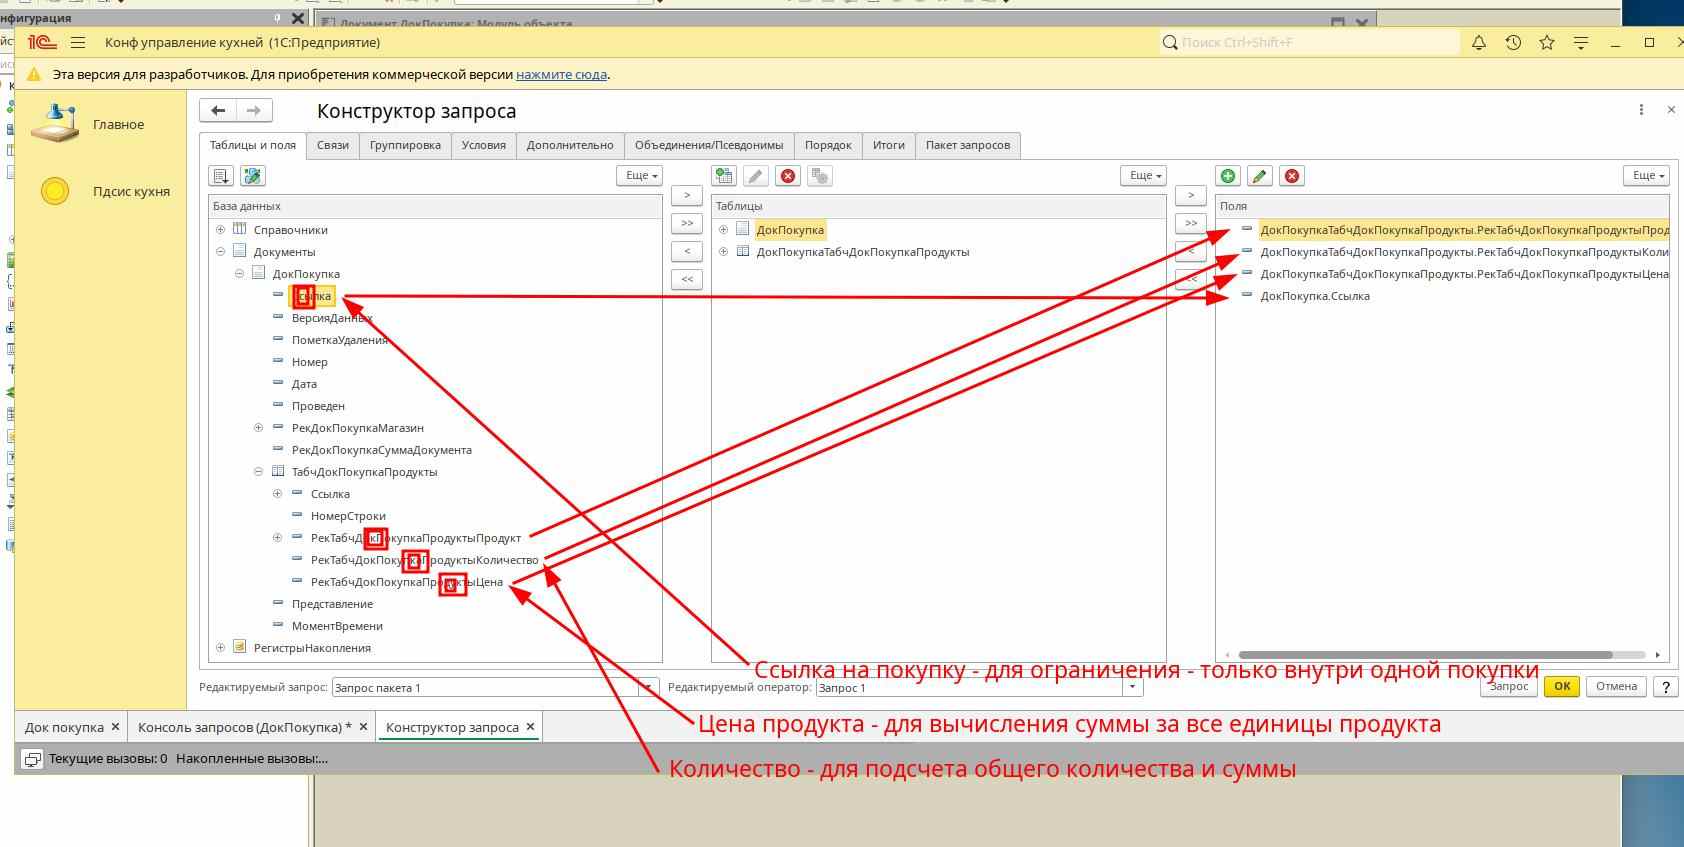 нфигурация
Документ ДокПокупка: Модуль объекта
Конф управление кухней (1С:Предприятие)
Поиск Ctrl+Shift+F
Эта версия для разработчиков. Для приобретения коммерческой версии нажмите сюда.
Главное
Пдсис кухня
Конструктор запроса
Таблицы и поля
Связи
Группировка
Условия
Дополнительно
Объединения/Псевдонимы
Порядок
Итоги
Пакет запросов
Еще
Еще
Еще
База данных
Справочники
Документы
ДокПокупка
Ссылка
ВерсияДанных
ПометкаУдаления
Номер
Дата
Проведен
РекДокПокупкаМагазин
РекДокПокупкаСуммаДокумента
ТабчДокПокупкаПродукты
Ссылка
НомерСтроки
РекТабчДокПокупкаПродуктыПродукт
РекТабчДокПокупкаПродуктыКоличество
РекТабчДокПокупкаПродуктыЦена
Представление
МоментВремени
РегистрыНакопления
>
>>
<
<<
Таблицы
ДокПокупка
ДокПокупкаТабчДокПокупкаПродукты
>
>>
<
<<
Поля
ДокПокупкаТабчДокПокупкаПродукты.РекТабчДокПокупкаПродуктыПрод
ДокПокупкаТабчДокПокупкаПродукты.РекТабчДокПокупкаПродуктыКоли
ДокПокупкаТабчДокПокупкаПродукты.РекТабчДокПокупкаПродуктыЦена
ДокПокупка.Ссылка
Ссылка на покупку - для ограничения - только внутри одной покупки
Редактируемый запрос: Запрос пакета 1
Редактируемый оператор: Запрос 1
Запрос
ОК
Отмена
?
Цена продукта - для вычисления суммы за все единицы продукта
Док покупка
Консоль запросов (ДокПокупка) *
Конструктор запроса
Количество - для подсчета общего количества и суммы
Текущие вызовы: 0 Накопленные вызовы:...